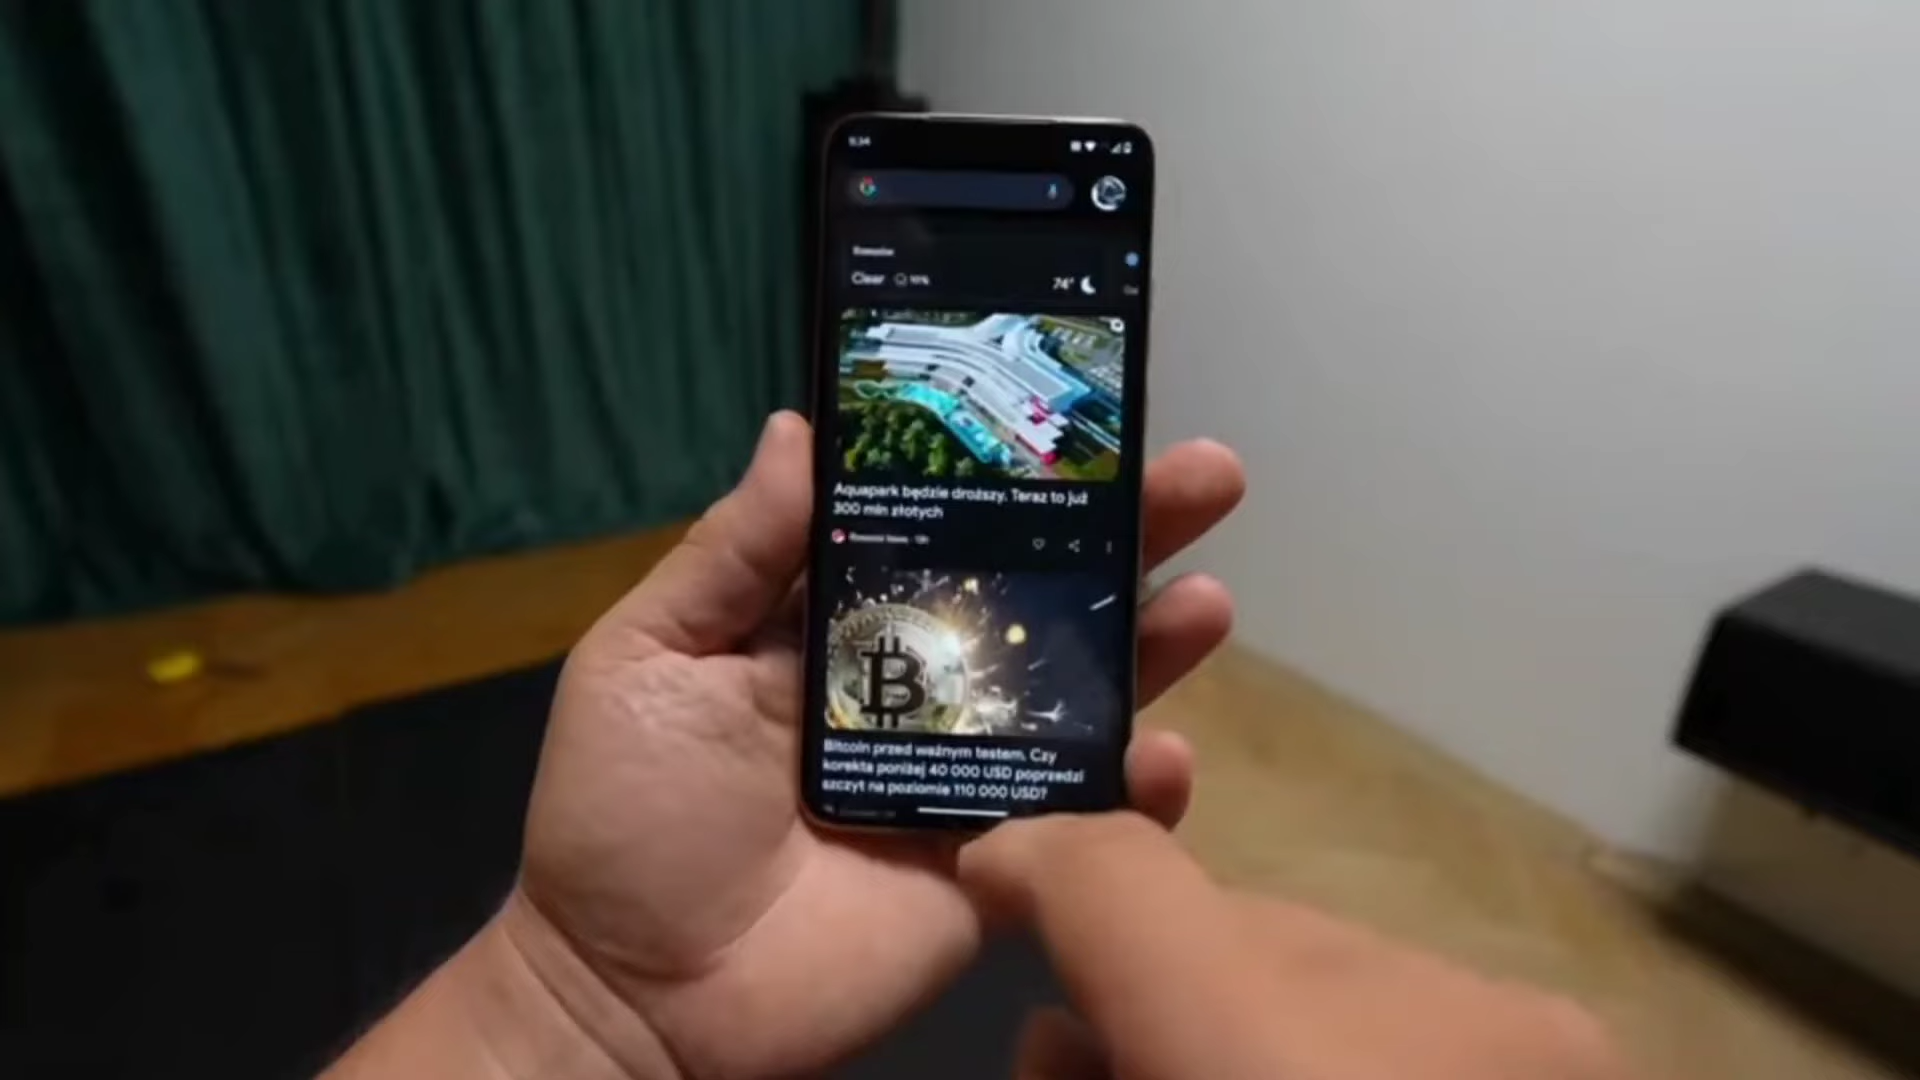 Clear
74°
Aquapark będzie droższy. Teraz to już
300 mln złotych
Bitcoin przed ważnym testem. Czy
korekta poniżej 40 000 USD poprzedzi
szczyt na poziomie 110 000 USD?